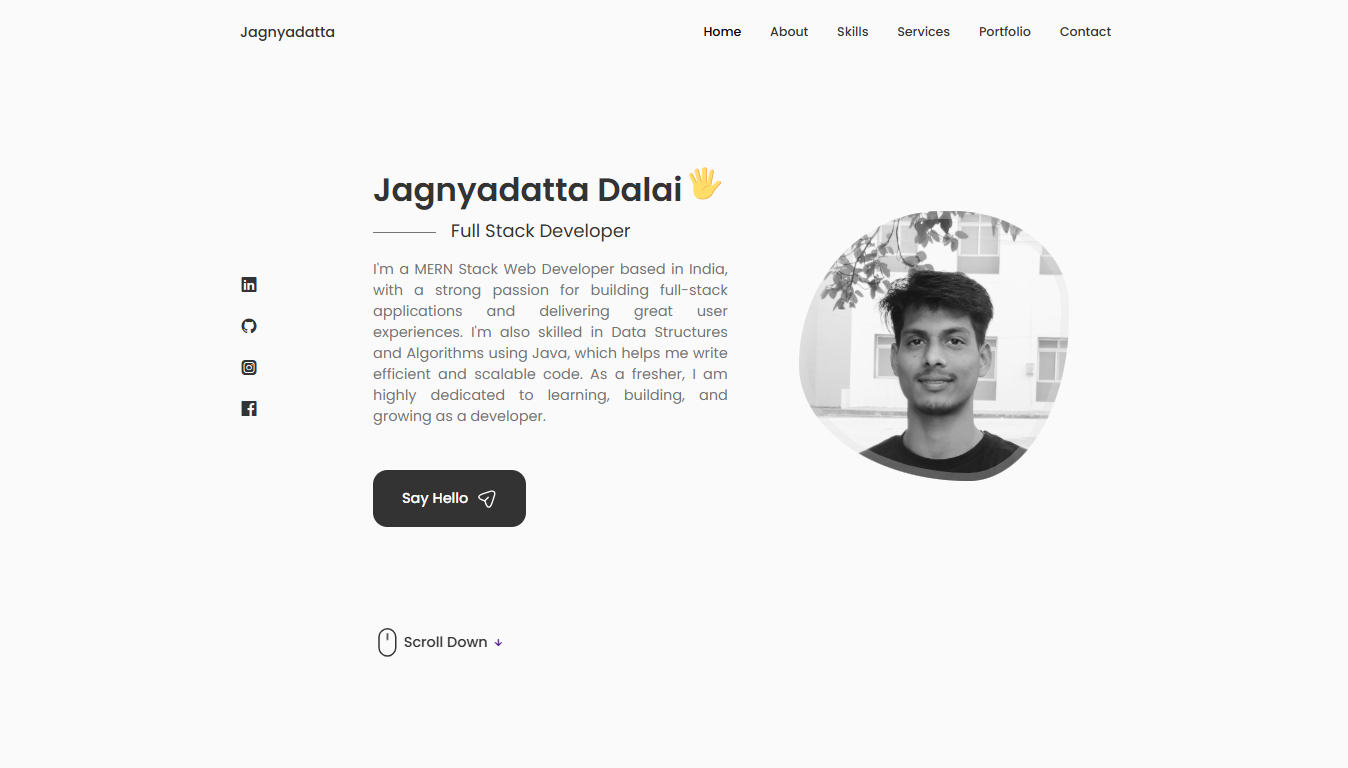 Jagnyadatta
Home About Skills Services Portfolio Contact
Jagnyadatta Dalai🖐
Full Stack Developer
I'm a MERN Stack Web Developer based in India,
with a strong passion for building full-stack
applications and delivering great user
experiences. I'm also skilled in Data Structures
and Algorithms using Java, which helps me write
efficient and scalable code. As a fresher, I am
highly dedicated to learning, building, and
growing as a developer.
Say Hello
Scroll Down